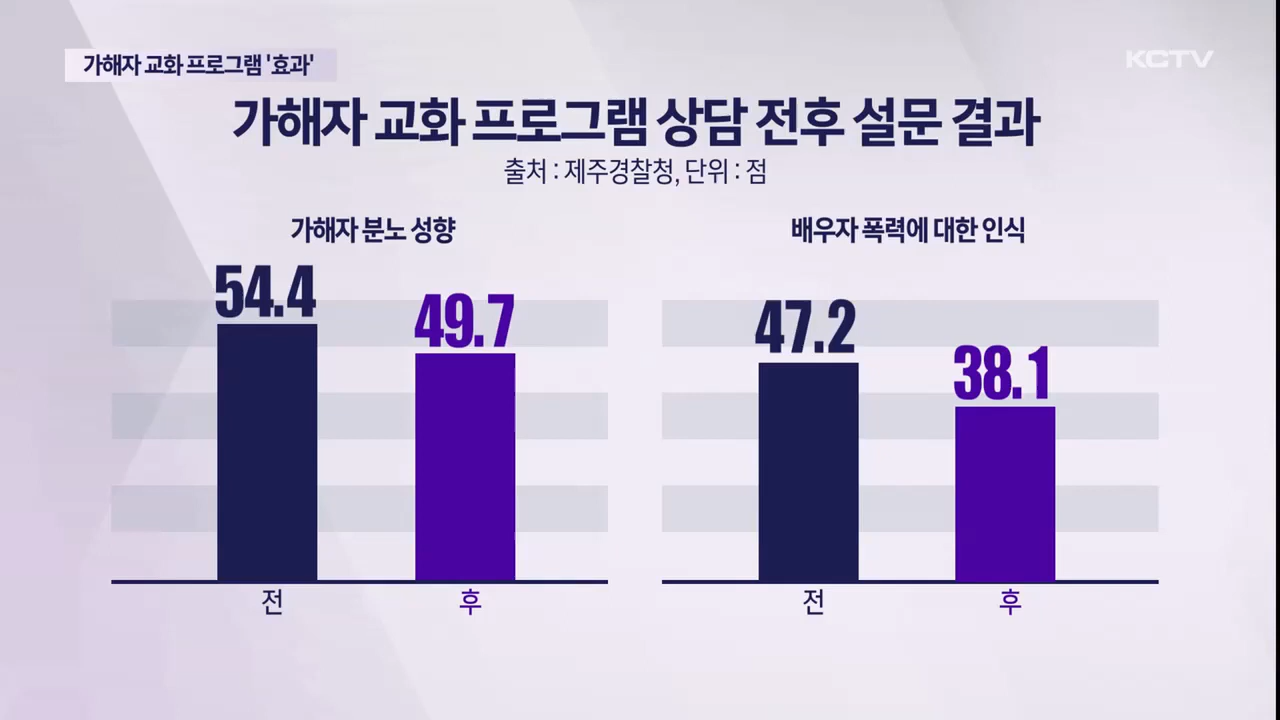 가해자 교화 프로그램 '효과'
KCTV
가해자 교화 프로그램 상담 전후 설문 결과
출처 : 제주경찰청, 단위 : 점
가해자 분노 성향
54.4
49.7
전
후
배우자 폭력에 대한 인식
47.2
38.1
전
후